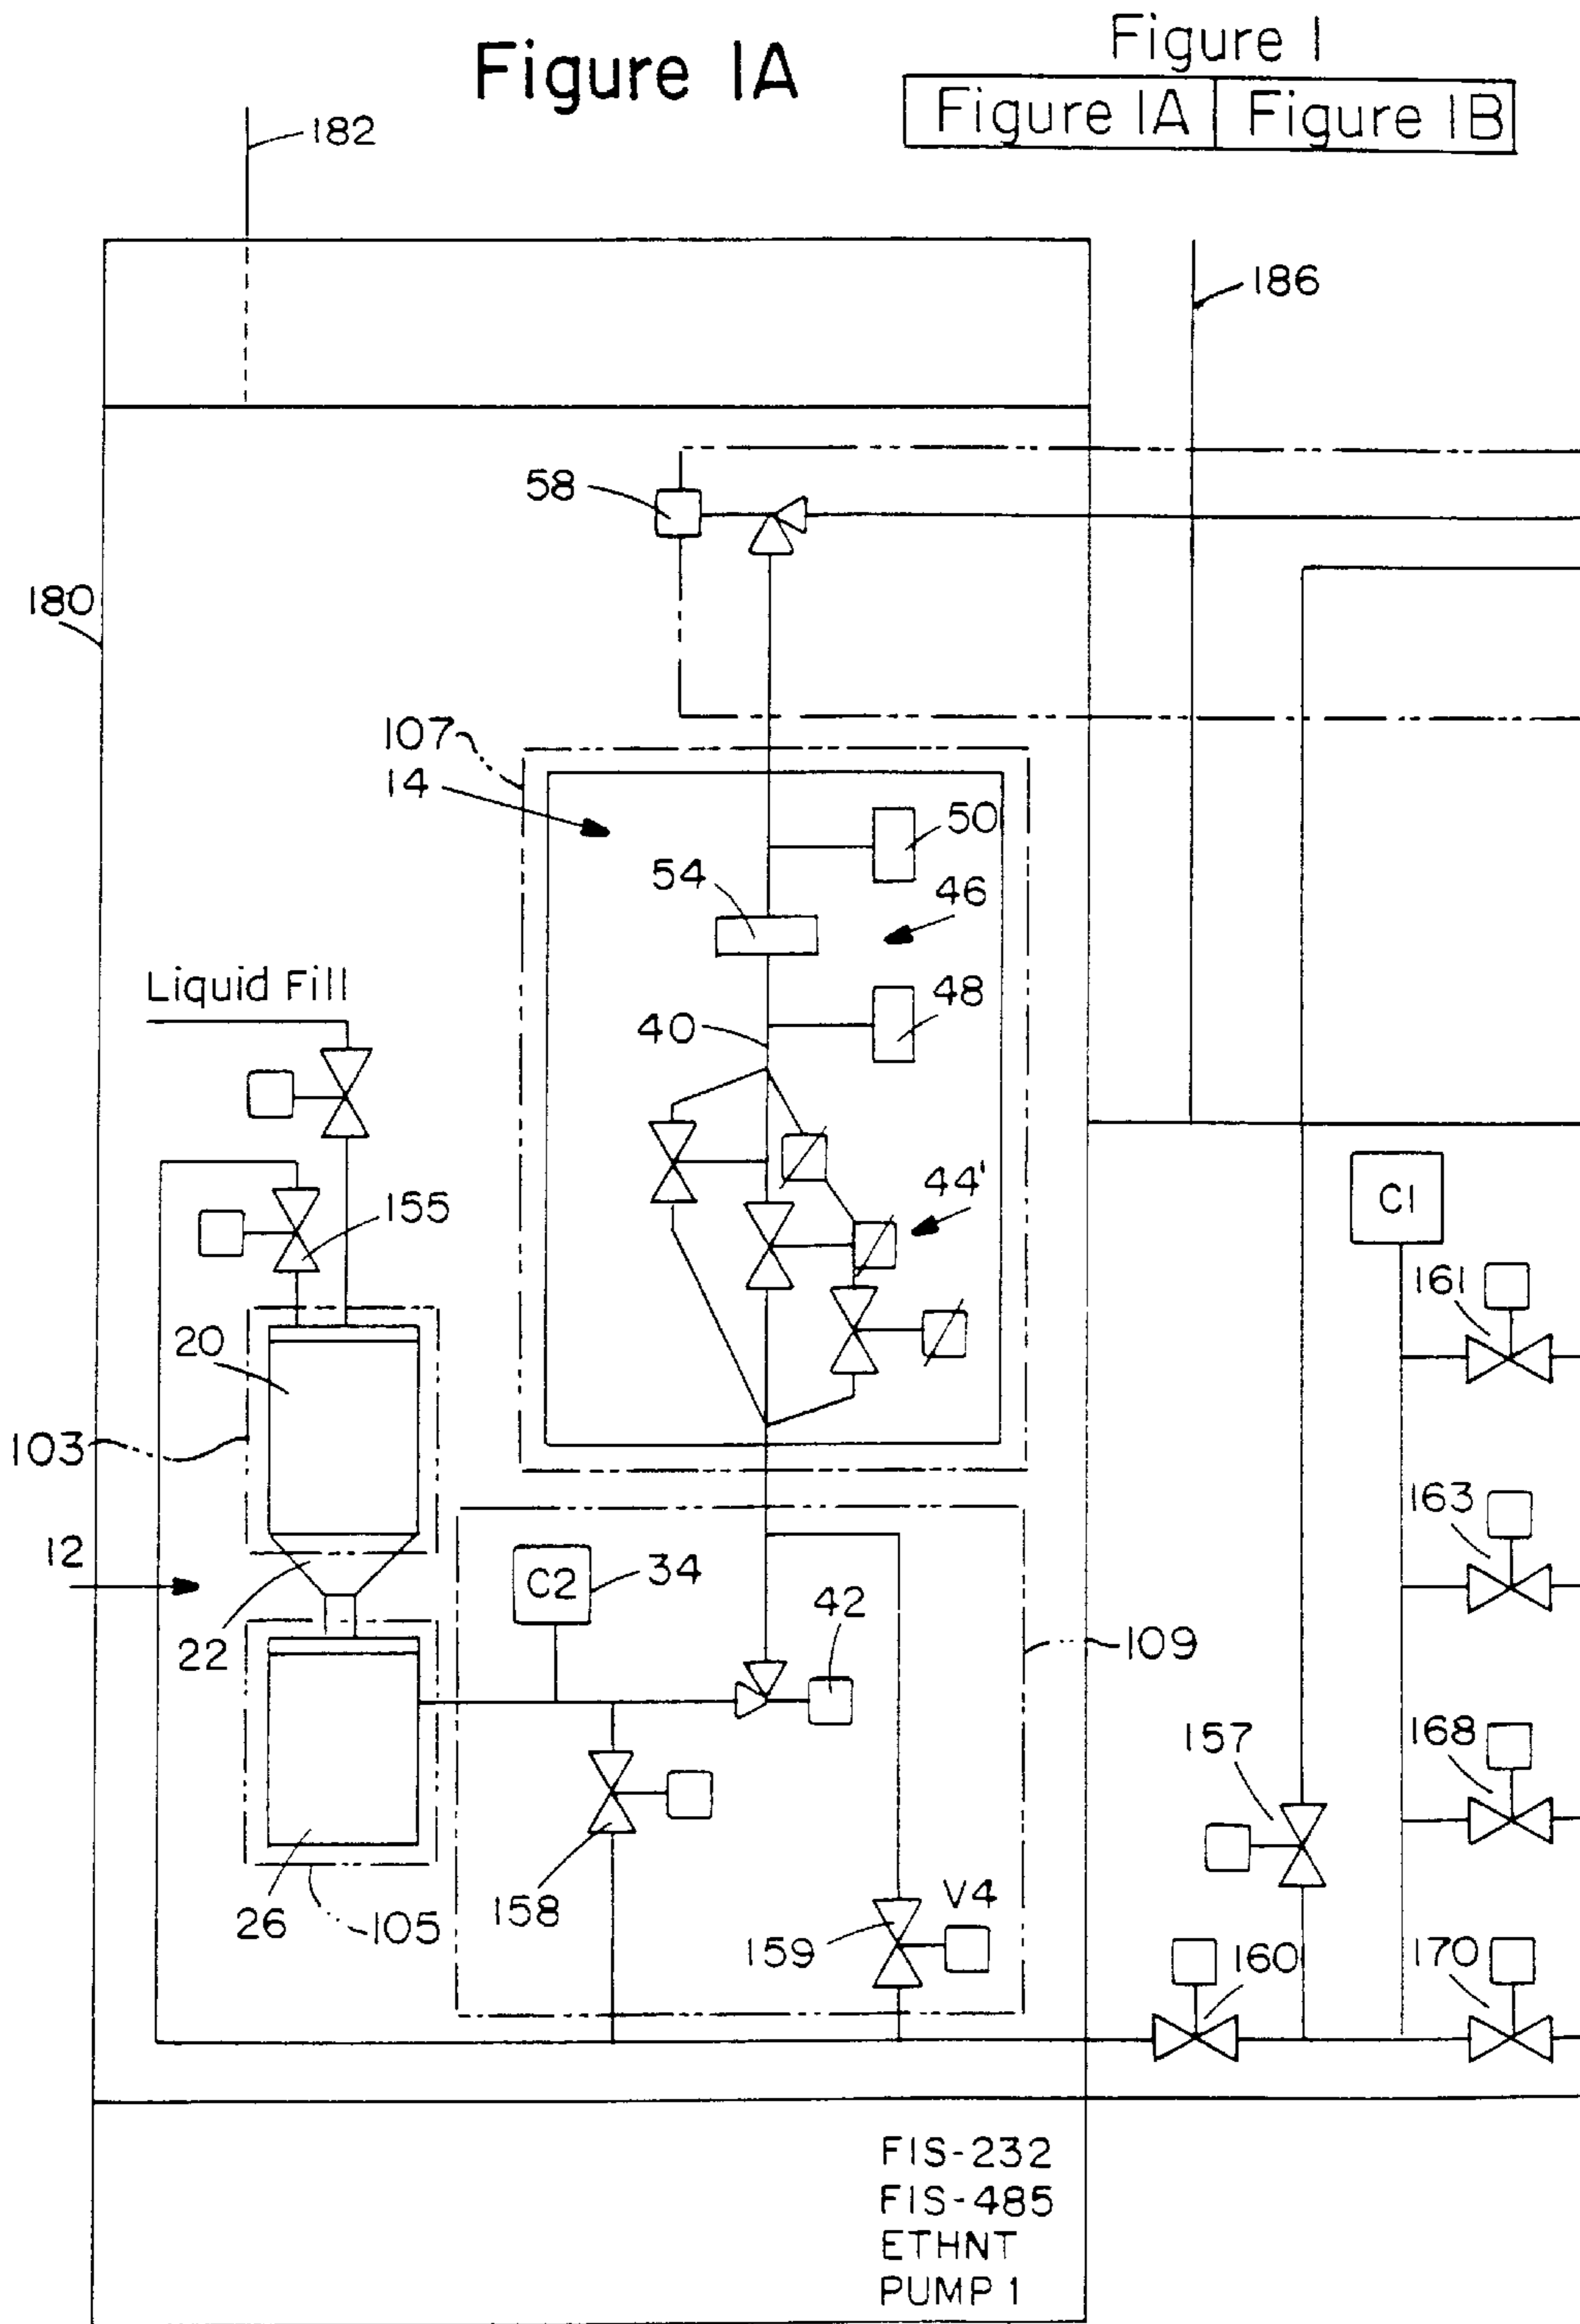 Figure 1A
Figure 1
Figure 1A Figure 1B
182
186
58
180
107
14
50
54
46
Liquid Fill
48
40
155
44'
C1
161
20
103
163
12
C2 34
42
22
109
168
157
158
V4
26
105
159
160
170
FIS-232
FIS-485
ETHNT
PUMP 1